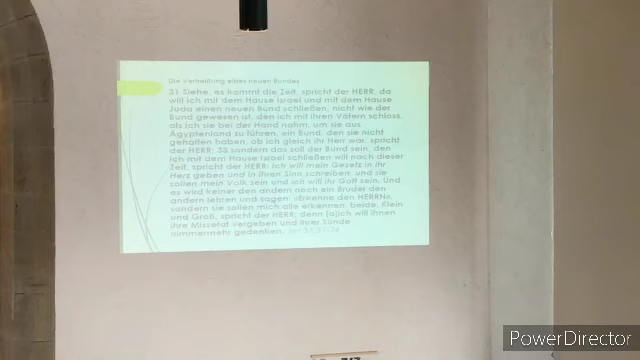 Die Verheißung eines neuen Bundes
31 Siehe, es kommt die Zeit, spricht der HERR, da
will ich mit dem Hause Israel und mit dem Hause
Juda einen neuen Bund schließen, nicht wie der
Bund gewesen ist, den ich mit ihren Vätern schloss,
als ich sie bei der Hand nahm, um sie aus
Ägyptenland zu führen, ein Bund, den sie nicht
gehalten haben, ob ich gleich ihr Herr war, spricht
der HERR; 33 sondern das soll der Bund sein, den
ich mit dem Hause Israel schließen will nach dieser
Zeit, spricht der HERR: Ich will mein Gesetz in ihr
Herz geben und in ihren Sinn schreiben, und sie
sollen mein Volk sein und ich will ihr Gott sein. Und
es wird keiner den andern noch ein Bruder den
andern lehren und sagen: »Erkenne den HERRN«,
sondern sie sollen mich alle erkennen, beide, Klein
und Groß, spricht der HERR; denn (a)ich will ihnen
ihre Missetat vergeben und ihrer Sünde
nimmermehr gedenken.
PowerDirector